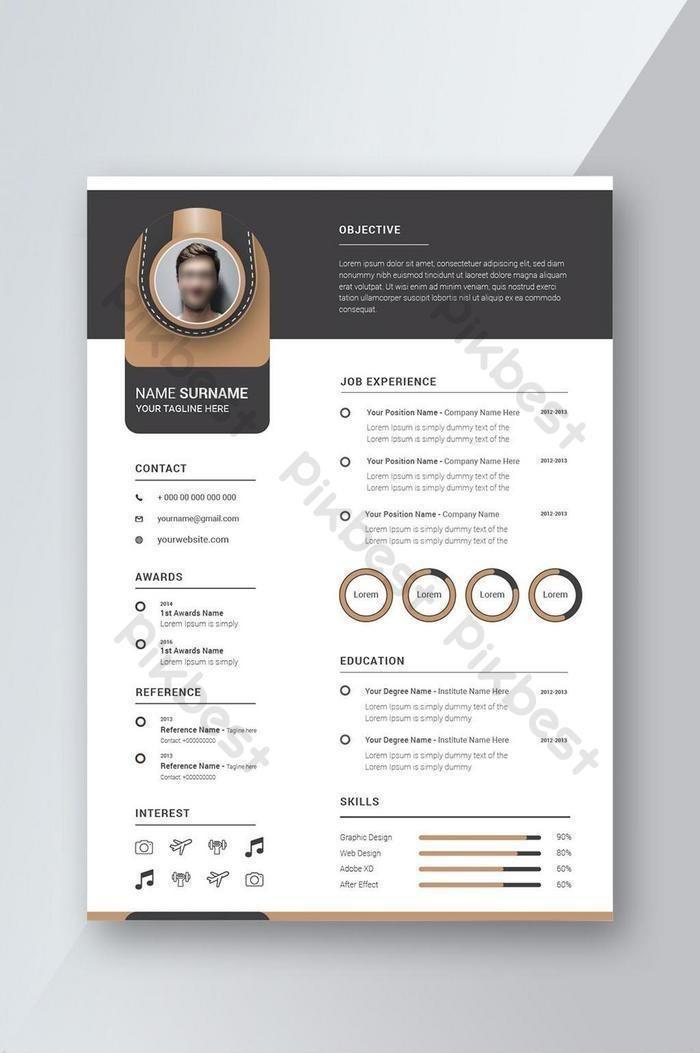 OBJECTIVE
Lorem ipsum dolor sit amet, consectetuer adipiscing elit, sed diam
nonummy nibh euismod tincidunt ut laoreet dolore magna aliquam
erat volutpat. Ut wisi enim ad minim veniam, quis nostrud exerci
tation ullamcorper suscipit lobortis nisl ut aliquip ex ea commodo
consequat.
NAME SURNAME
YOUR TAGLINE HERE
CONTACT
+ 000 00 000 000 000
yourname@gmail.com
yourwebsite.com
AWARDS
2014
1st Awards Name
Lorem Ipsum is simply
2016
1st Awards Name
Lorem Ipsum is simply
REFERENCE
2013
Reference Name - Tagline here
Contact: +000000000
2013
Reference Name - Tagline here
Contact: +000000000
INTEREST
JOB EXPERIENCE
Your Position Name - Company Name Here 2012-2013
Lorem Ipsum is simply dummy text of the
Lorem Ipsum is simply dummy text of the
Your Position Name - Company Name Here 2012-2013
Lorem Ipsum is simply dummy text of the
Lorem Ipsum is simply dummy text of the
Your Position Name - Company Name 2012-2013
Lorem Ipsum is simply dummy text of the
Lorem Ipsum is simply dummy text of the
Lorem Lorem Lorem Lorem
EDUCATION
Your Degree Name - Institute Name Here 2012-2013
Lorem Ipsum is simply dummy text of the
Lorem Ipsum is simply dummy
Your Degree Name - Institute Name Here 2012-2013
Lorem Ipsum is simply dummy text of the
Lorem Ipsum is simply dummy
SKILLS
Graphic Design 90%
Web Design 80%
Adobe XD 60%
After Effect 60%
pikbest
pikbest
pikbest
pikbest
pikbest